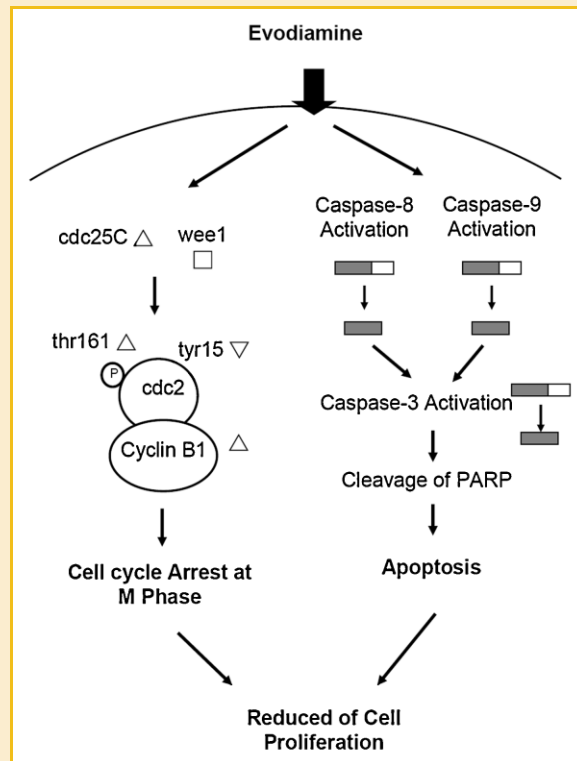 Evodiamine
cdc25C △
wee1
□
thr161 △
tyr15 ▽
P
cdc2
Cyclin B1 △
Cell cycle Arrest at
M Phase
Caspase-8
Activation
Caspase-9
Activation
Caspase-3 Activation
Cleavage of PARP
Apoptosis
Reduced of Cell
Proliferation